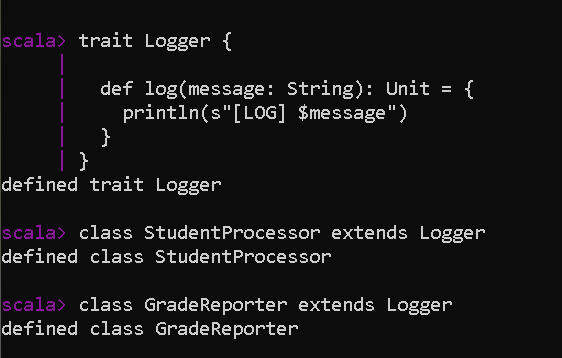 scala> trait Logger {
     |
     |   def log(message: String): Unit = {
     |     println(s"[LOG] $message")
     |   }
     | }
defined trait Logger
scala> class StudentProcessor extends Logger
defined class StudentProcessor
scala> class GradeReporter extends Logger
defined class GradeReporter